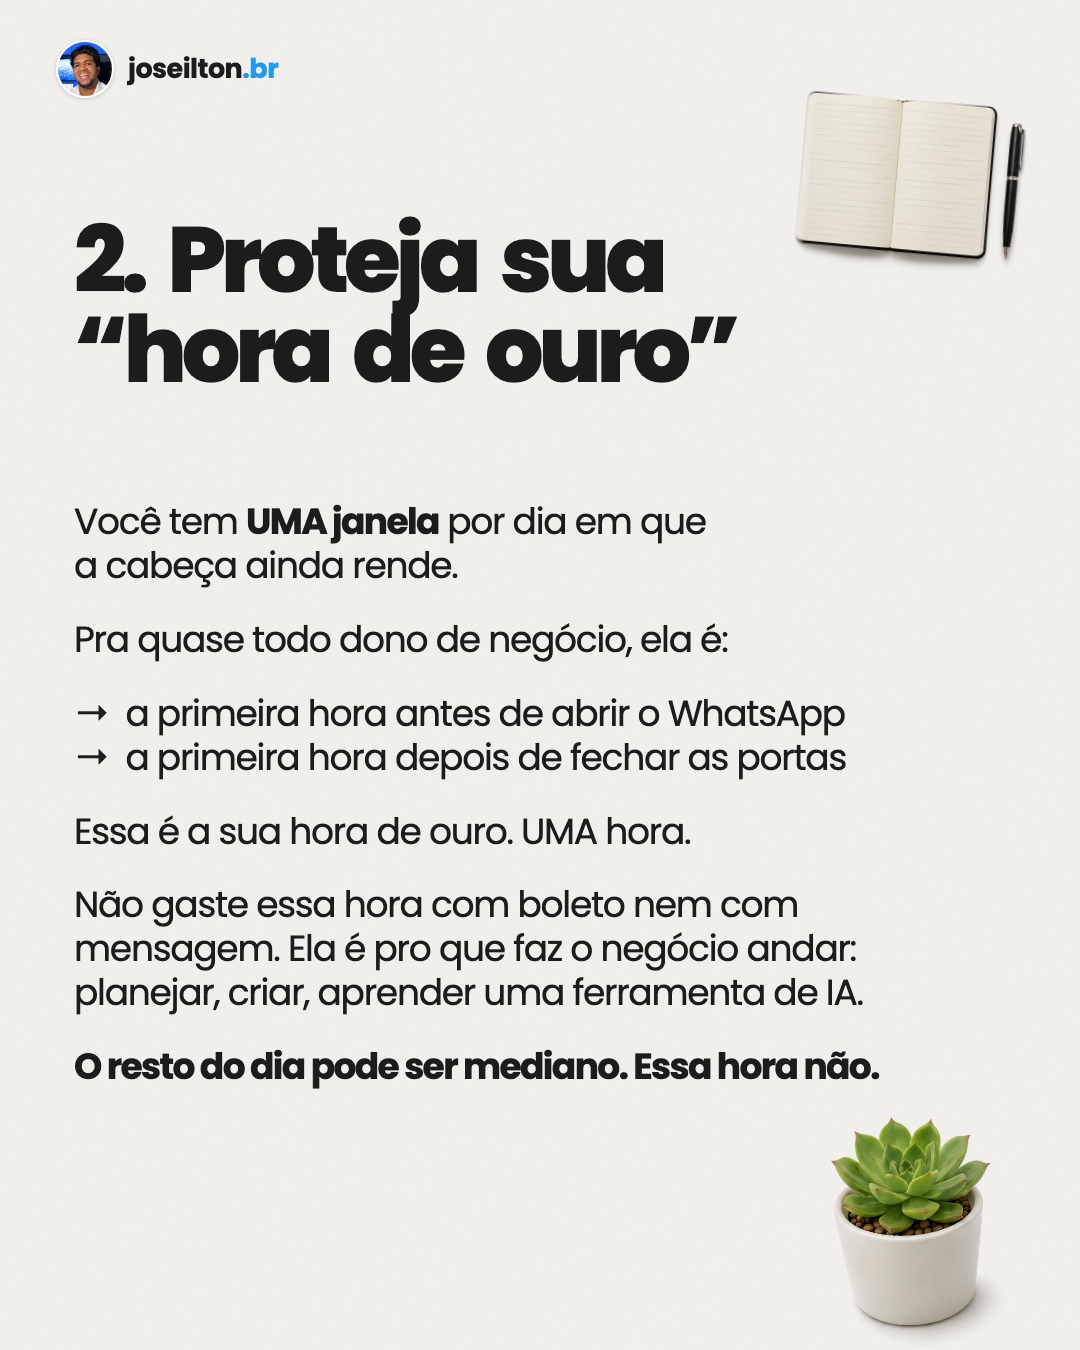 joseilton.br
2. Proteja sua
“hora de ouro”
Você tem UMA janela por dia em que
a cabeça ainda rende.
Pra quase todo dono de negócio, ela é:
→ a primeira hora antes de abrir o WhatsApp
→ a primeira hora depois de fechar as portas
Essa é a sua hora de ouro. UMA hora.
Não gaste essa hora com boleto nem com
mensagem. Ela é pro que faz o negócio andar:
planejar, criar, aprender uma ferramenta de IA.
O resto do dia pode ser mediano. Essa hora não.